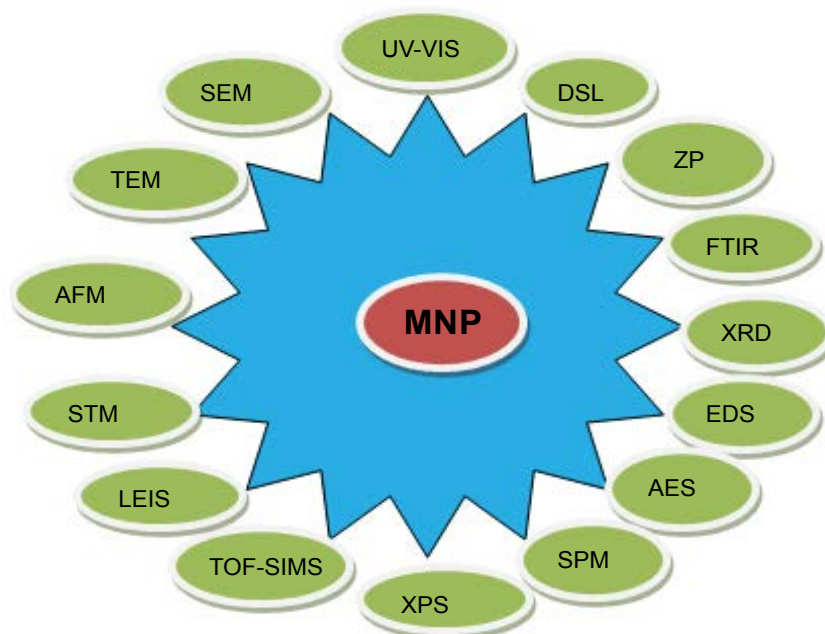 UV-VIS
DSL
SEM
ZP
TEM
FTIR
AFM
MNP
XRD
STM
EDS
LEIS
AES
TOF-SIMS
SPM
XPS